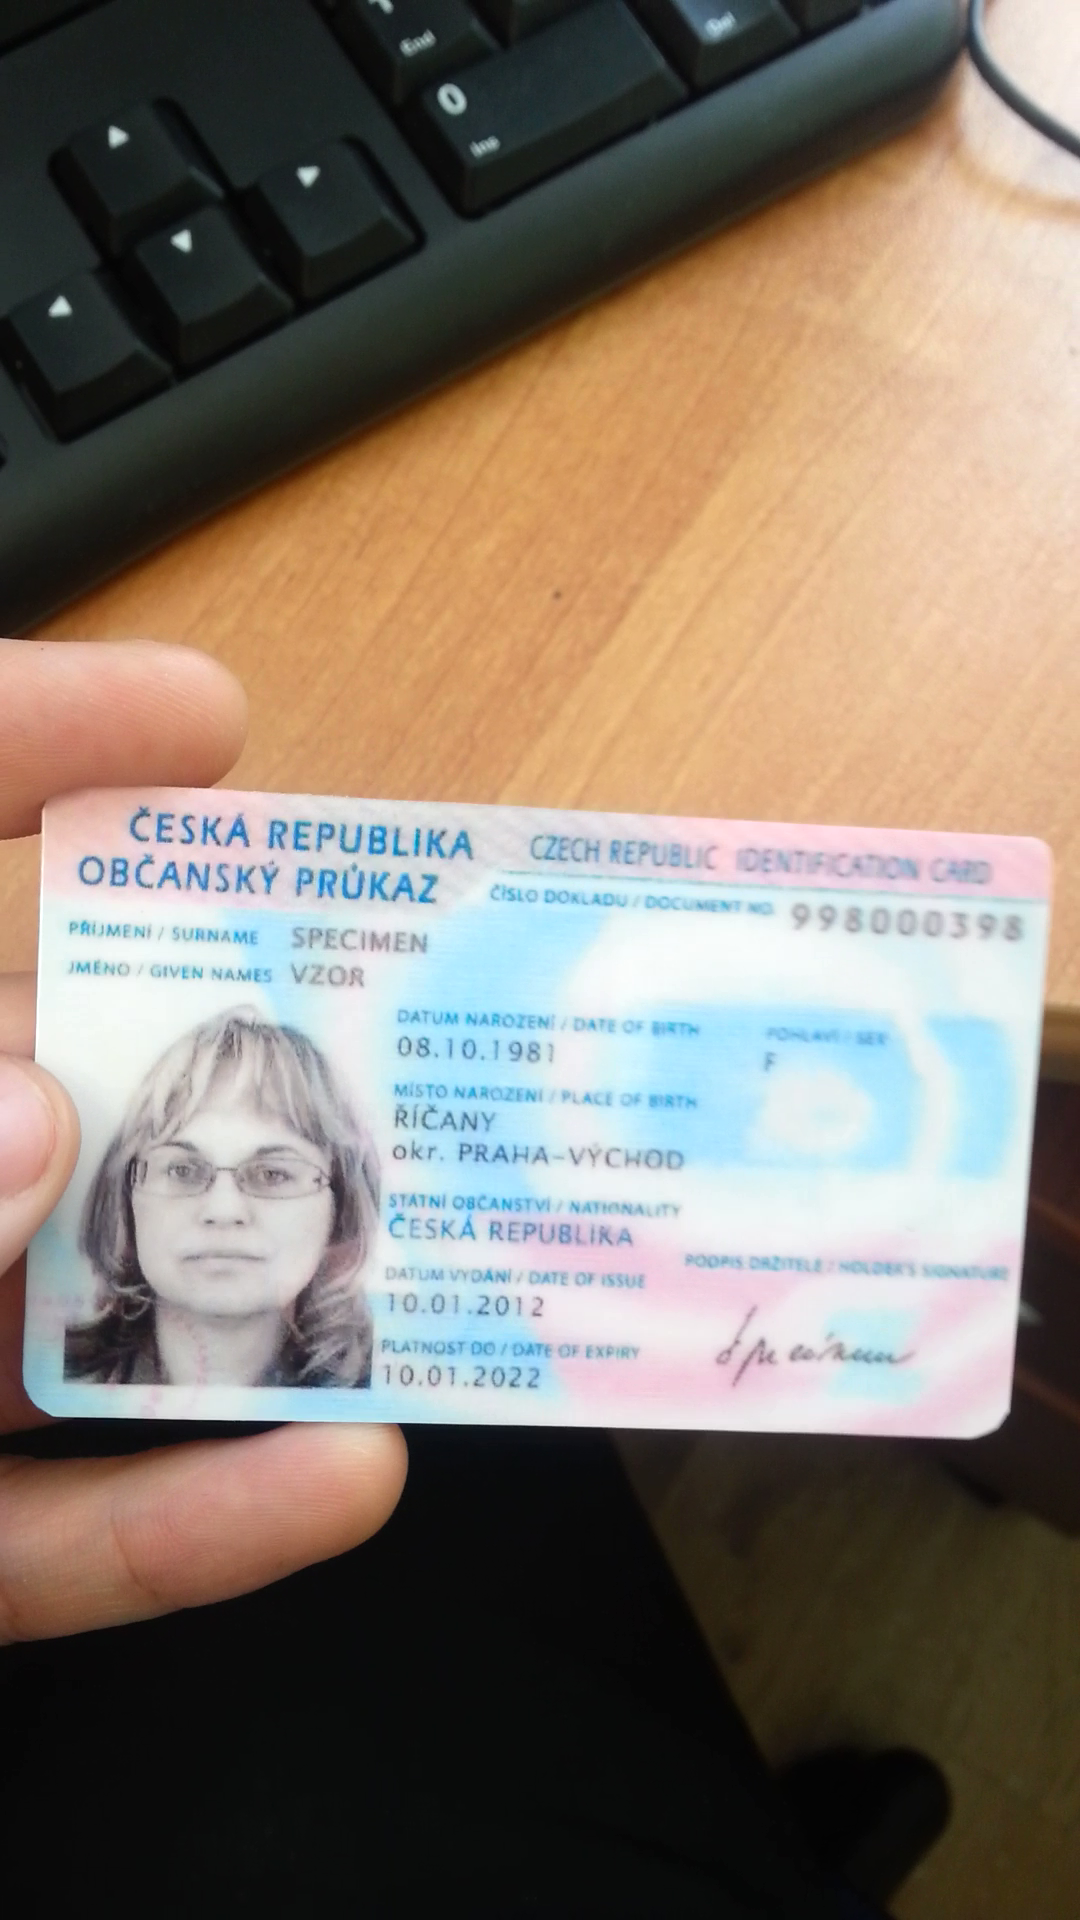 End
Del
0
Ins
ČESKÁ REPUBLIKA
OBČANSKÝ PRŮKAZ
CZECH REPUBLIC IDENTIFICATION CARD
ČÍSLO DOKLADU / DOCUMENT NO. 998000398
PŘÍJMENÍ / SURNAME SPECIMEN
JMÉNO / GIVEN NAMES VZOR
DATUM NAROZENÍ / DATE OF BIRTH
08.10.1981
POHLAVÍ / SEX
F
MÍSTO NAROZENÍ / PLACE OF BIRTH
ŘÍČANY
okr. PRAHA-VÝCHOD
STÁTNÍ OBČANSTVÍ / NATIONALITY
ČESKÁ REPUBLIKA
DATUM VYDÁNÍ / DATE OF ISSUE
10.01.2012
PLATNOST DO / DATE OF EXPIRY
10.01.2022
PODPIS DRŽITELE / HOLDER'S SIGNATURE
Specimen